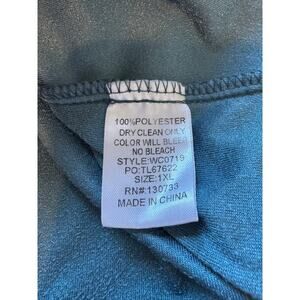 100%POLYESTER
DRY CLEAN ONLY
COLOR WILL BLEED
NO BLEACH
STYLE:WC0719
PO:TL67622
SIZE:1XL
RN#:130733
MADE IN CHINA